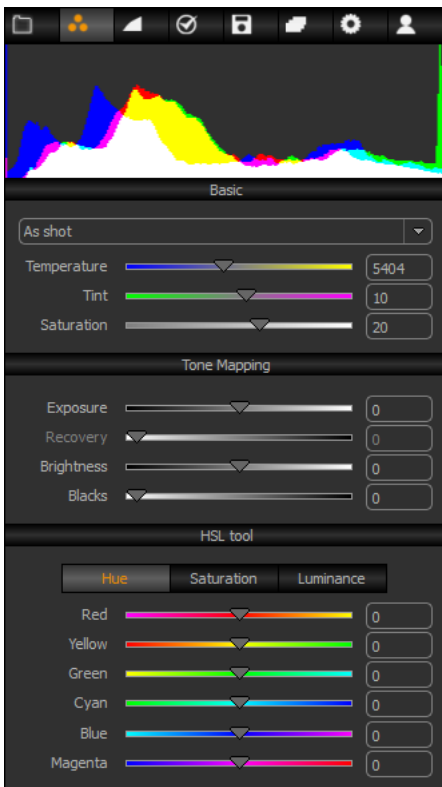 Basic
As shot
Temperature 5404
Tint 10
Saturation 20
Tone Mapping
Exposure 0
Recovery 0
Brightness 0
Blacks 0
HSL tool
Hue Saturation Luminance
Red 0
Yellow 0
Green 0
Cyan 0
Blue 0
Magenta 0